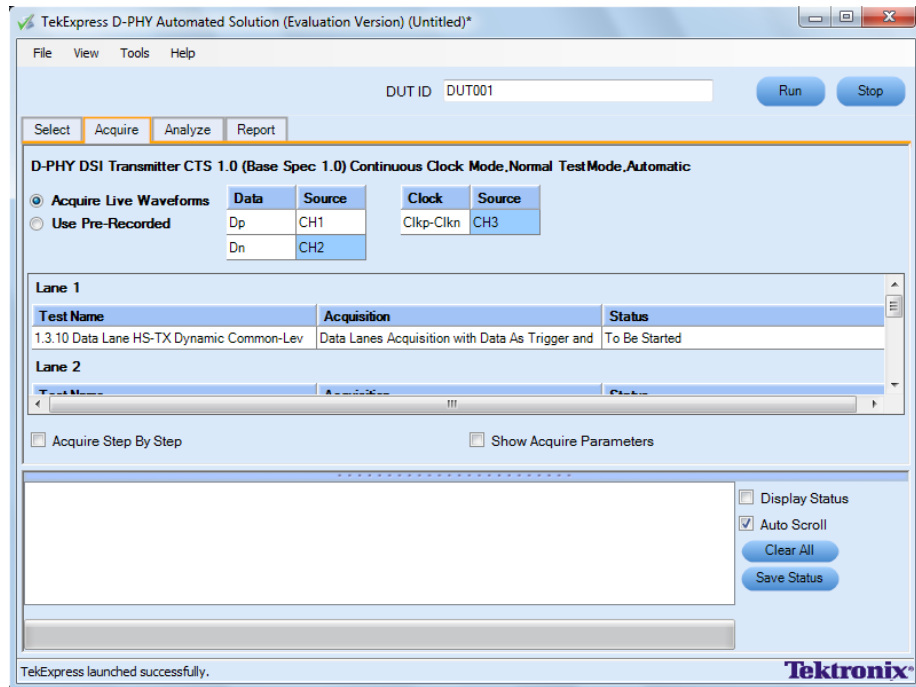 TekExpress D-PHY Automated Solution (Evaluation Version) (Untitled)*
File View Tools Help
DUT ID DUT001 Run Stop
Select Acquire Analyze Report
D-PHY DSI Transmitter CTS 1.0 (Base Spec 1.0) Continuous Clock Mode,Normal TestMode,Automatic
Acquire Live Waveforms Data Source Clock Source
Use Pre-Recorded Dp CH1 Clkp-Clkn CH3
Dn CH2
Lane 1
Test Name Acquisition Status
1.3.10 Data Lane HS-TX Dynamic Common-Lev Data Lanes Acquisition with Data As Trigger and To Be Started
Lane 2
Test Name Acquisition Status
Acquire Step By Step Show Acquire Parameters
Display Status
Auto Scroll
Clear All
Save Status
TekExpress launched successfully. Tektronix